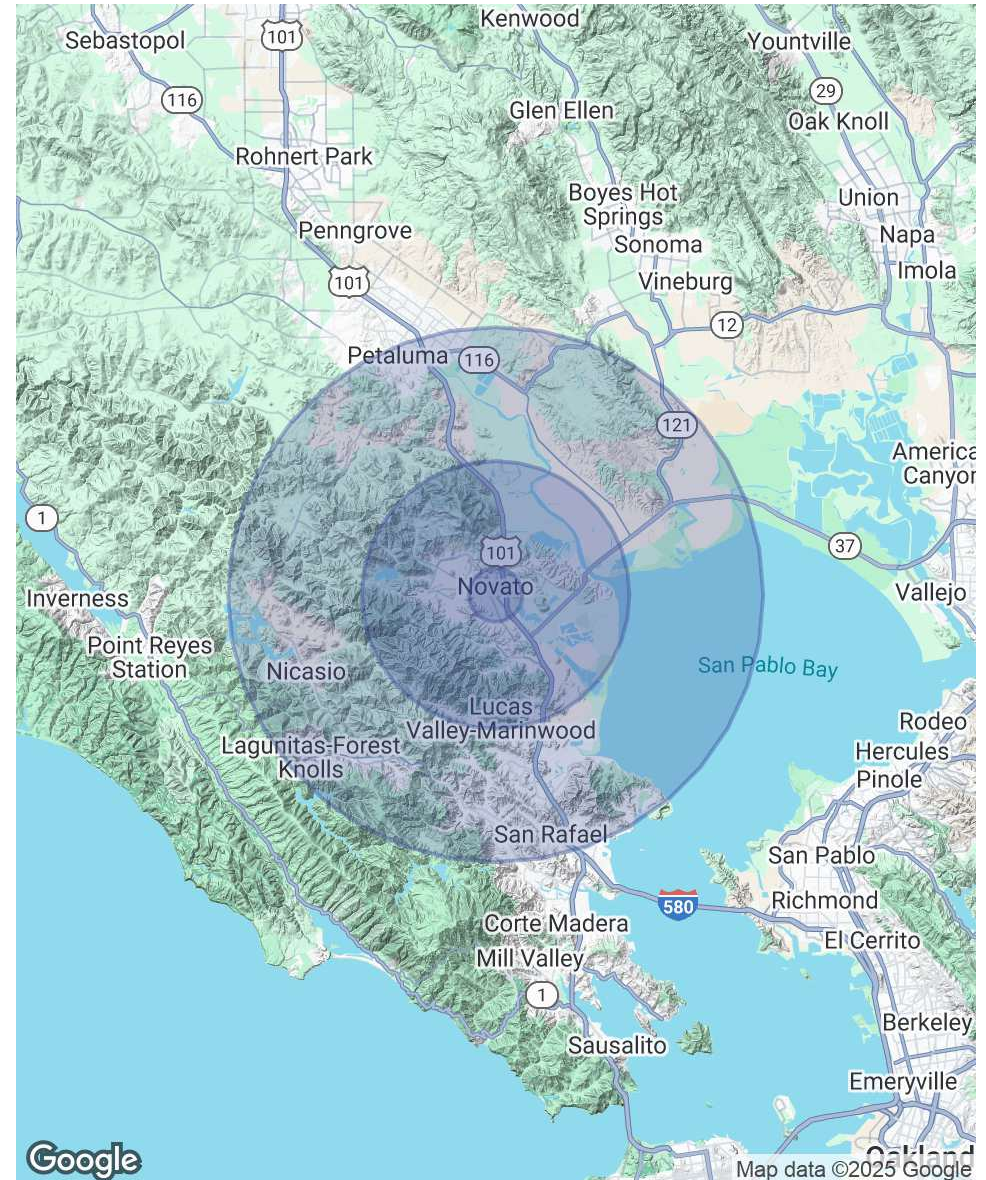 Kenwood
Sebastopol
101
Yountville
116
29
Glen Ellen
Oak Knoll
Rohnert Park
Boyes Hot
Springs
Union
Penngrove
Sonoma
Napa
Imola
101
Vineburg
12
Petaluma
116
121
America
Canyon
1
37
101
Novato
Inverness
Vallejo
Point Reyes
Station
Nicasio
San Pablo Bay
Lucas
Valley-Marinwood
Rodeo
Lagunitas-Forest
Knolls
Hercules
Pinole
San Rafael
San Pablo
580
Richmond
Corte Madera
El Cerrito
Mill Valley
1
Berkeley
Sausalito
Emeryville
Oakland
Google
Map data ©2025 Google